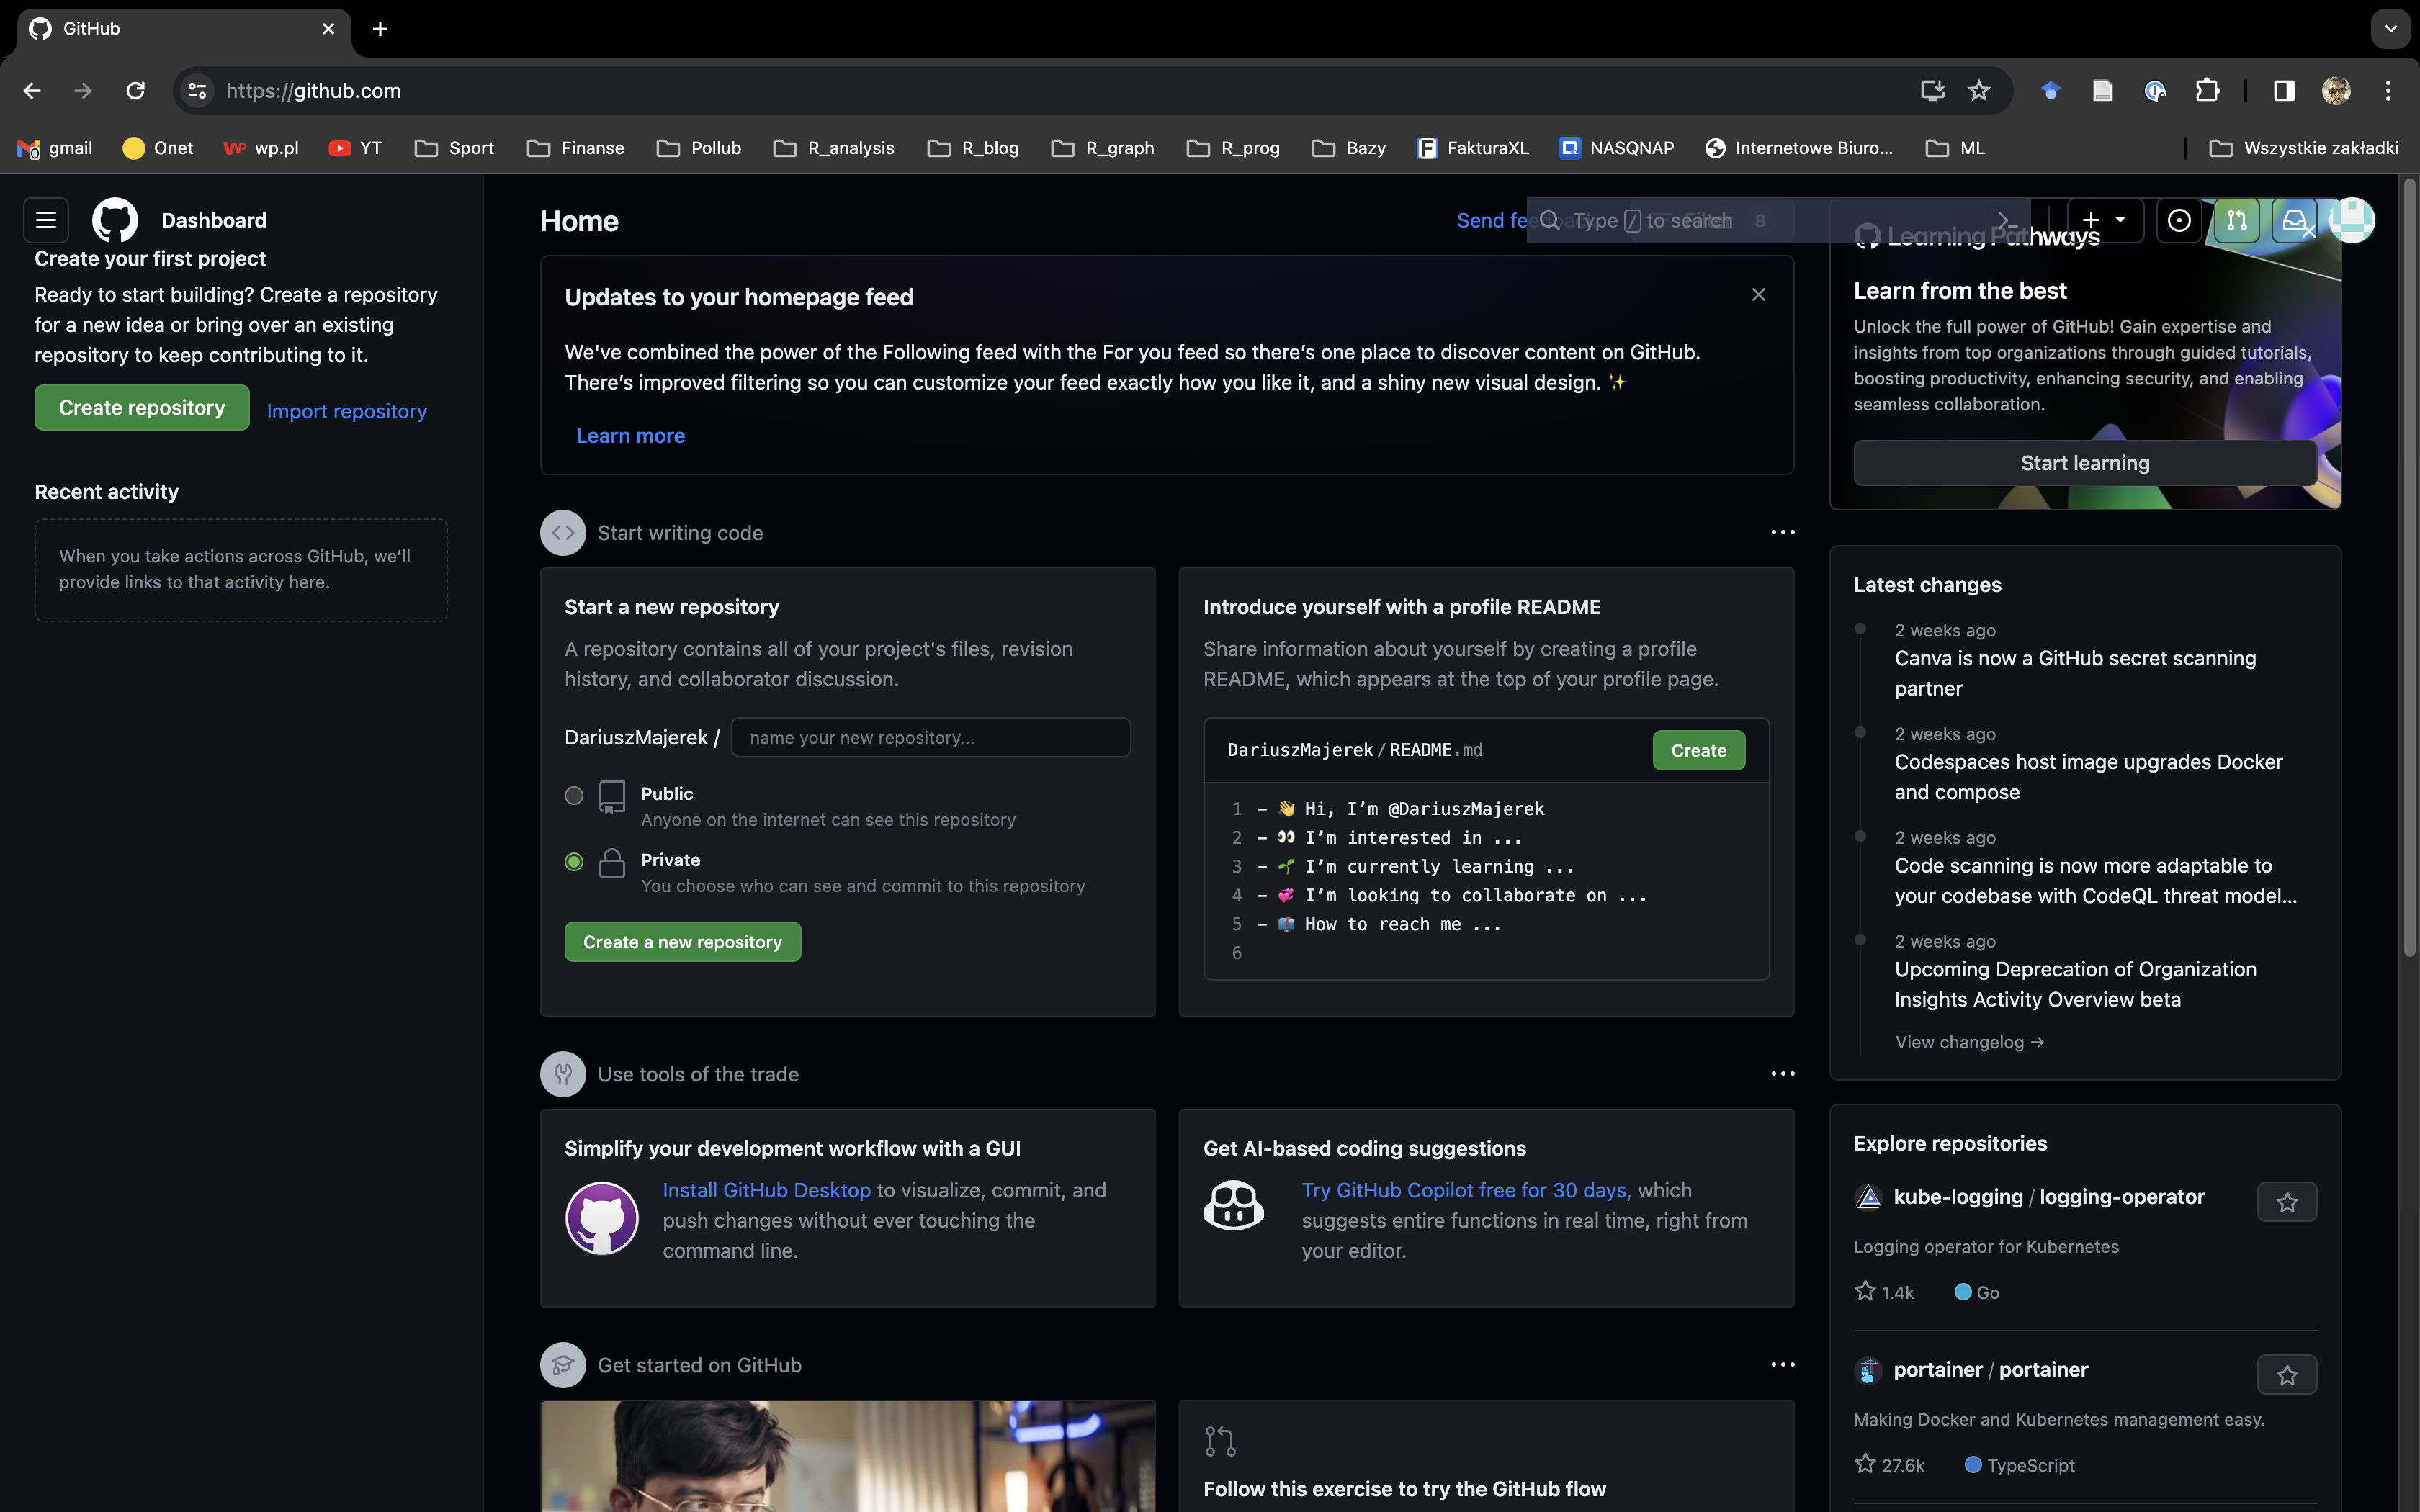 GitHub
https://github.com
gmail
Onet
wp.pl
YT
Sport
Finanse
Pollub
R_analysis
R_blog
R_graph
R_prog
Bazy
FakturaXL
NASQNAP
Internetowe Biuro...
ML
Wszystkie zakładki
Dashboard
Create your first project
Ready to start building? Create a repository
for a new idea or bring over an existing
repository to keep contributing to it.
Create repository
Import repository
Recent activity
When you take actions across GitHub, we’ll
provide links to that activity here.
Home
Send feedback
Filter 8
Type / to search
Updates to your homepage feed
We've combined the power of the Following feed with the For you feed so there’s one place to discover content on GitHub.
There’s improved filtering so you can customize your feed exactly how you like it, and a shiny new visual design. ✨
Learn more
Start writing code
Start a new repository
A repository contains all of your project's files, revision
history, and collaborator discussion.
DariuszMajerek /
name your new repository...
Public
Anyone on the internet can see this repository
Private
You choose who can see and commit to this repository
Create a new repository
Introduce yourself with a profile README
Share information about yourself by creating a profile
README, which appears at the top of your profile page.
DariuszMajerek / README.md
Create
1 - 👋 Hi, I’m @DariuszMajerek
2 - 👀 I’m interested in ...
3 - 🌱 I’m currently learning ...
4 - 💞️ I’m looking to collaborate on ...
5 - 📫 How to reach me ...
6
Use tools of the trade
Simplify your development workflow with a GUI
Install GitHub Desktop to visualize, commit, and
push changes without ever touching the
command line.
Get AI-based coding suggestions
Try GitHub Copilot free for 30 days, which
suggests entire functions in real time, right from
your editor.
Get started on GitHub
Follow this exercise to try the GitHub flow
Learning Pathways
Learn from the best
Unlock the full power of GitHub! Gain expertise and
insights from top organizations through guided tutorials,
boosting productivity, enhancing security, and enabling
seamless collaboration.
Start learning
Latest changes
2 weeks ago
Canva is now a GitHub secret scanning
partner
2 weeks ago
Codespaces host image upgrades Docker
and compose
2 weeks ago
Code scanning is now more adaptable to
your codebase with CodeQL threat model...
2 weeks ago
Upcoming Deprecation of Organization
Insights Activity Overview beta
View changelog →
Explore repositories
kube-logging / logging-operator
Logging operator for Kubernetes
1.4k
Go
portainer / portainer
Making Docker and Kubernetes management easy.
27.6k
TypeScript